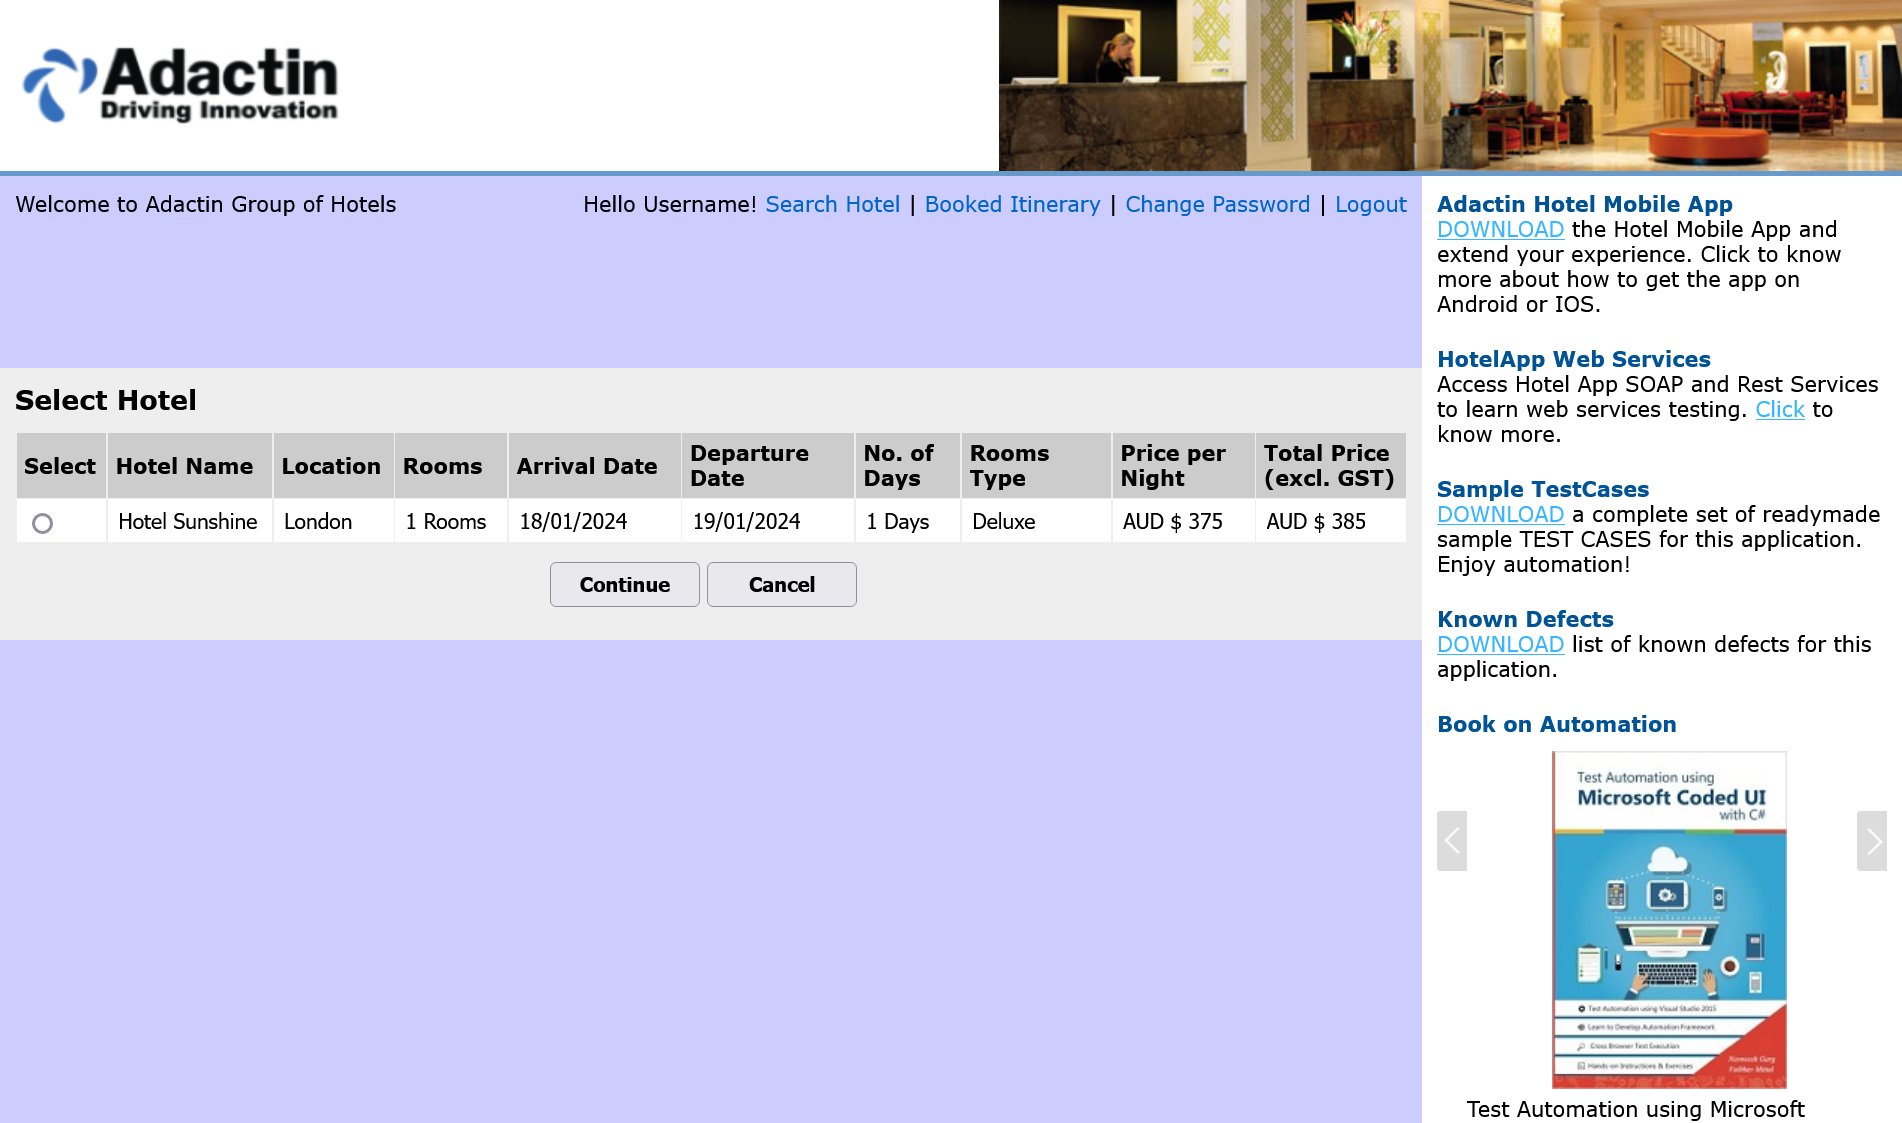 Adactin
Driving Innovation
Welcome to Adactin Group of Hotels
Hello Username! Search Hotel | Booked Itinerary | Change Password | Logout
Select Hotel
Select Hotel Name Location Rooms Arrival Date Departure Date No. of Days Rooms Type Price per Night Total Price (excl. GST)
Hotel Sunshine London 1 Rooms 18/01/2024 19/01/2024 1 Days Deluxe AUD $ 375 AUD $ 385
Continue Cancel
Adactin Hotel Mobile App
DOWNLOAD the Hotel Mobile App and
extend your experience. Click to know
more about how to get the app on
Android or IOS.
HotelApp Web Services
Access Hotel App SOAP and Rest Services
to learn web services testing. Click to
know more.
Sample TestCases
DOWNLOAD a complete set of readymade
sample TEST CASES for this application.
Enjoy automation!
Known Defects
DOWNLOAD list of known defects for this
application.
Book on Automation
Test Automation using
Microsoft Coded UI
with C#
Test Automation using Visual Studio 2015
Learn to Develop Automation Framework
Cross Browser Test Execution
Hands-on Instructions & Exercises
Navneesh Garg
Test Automation using Microsoft